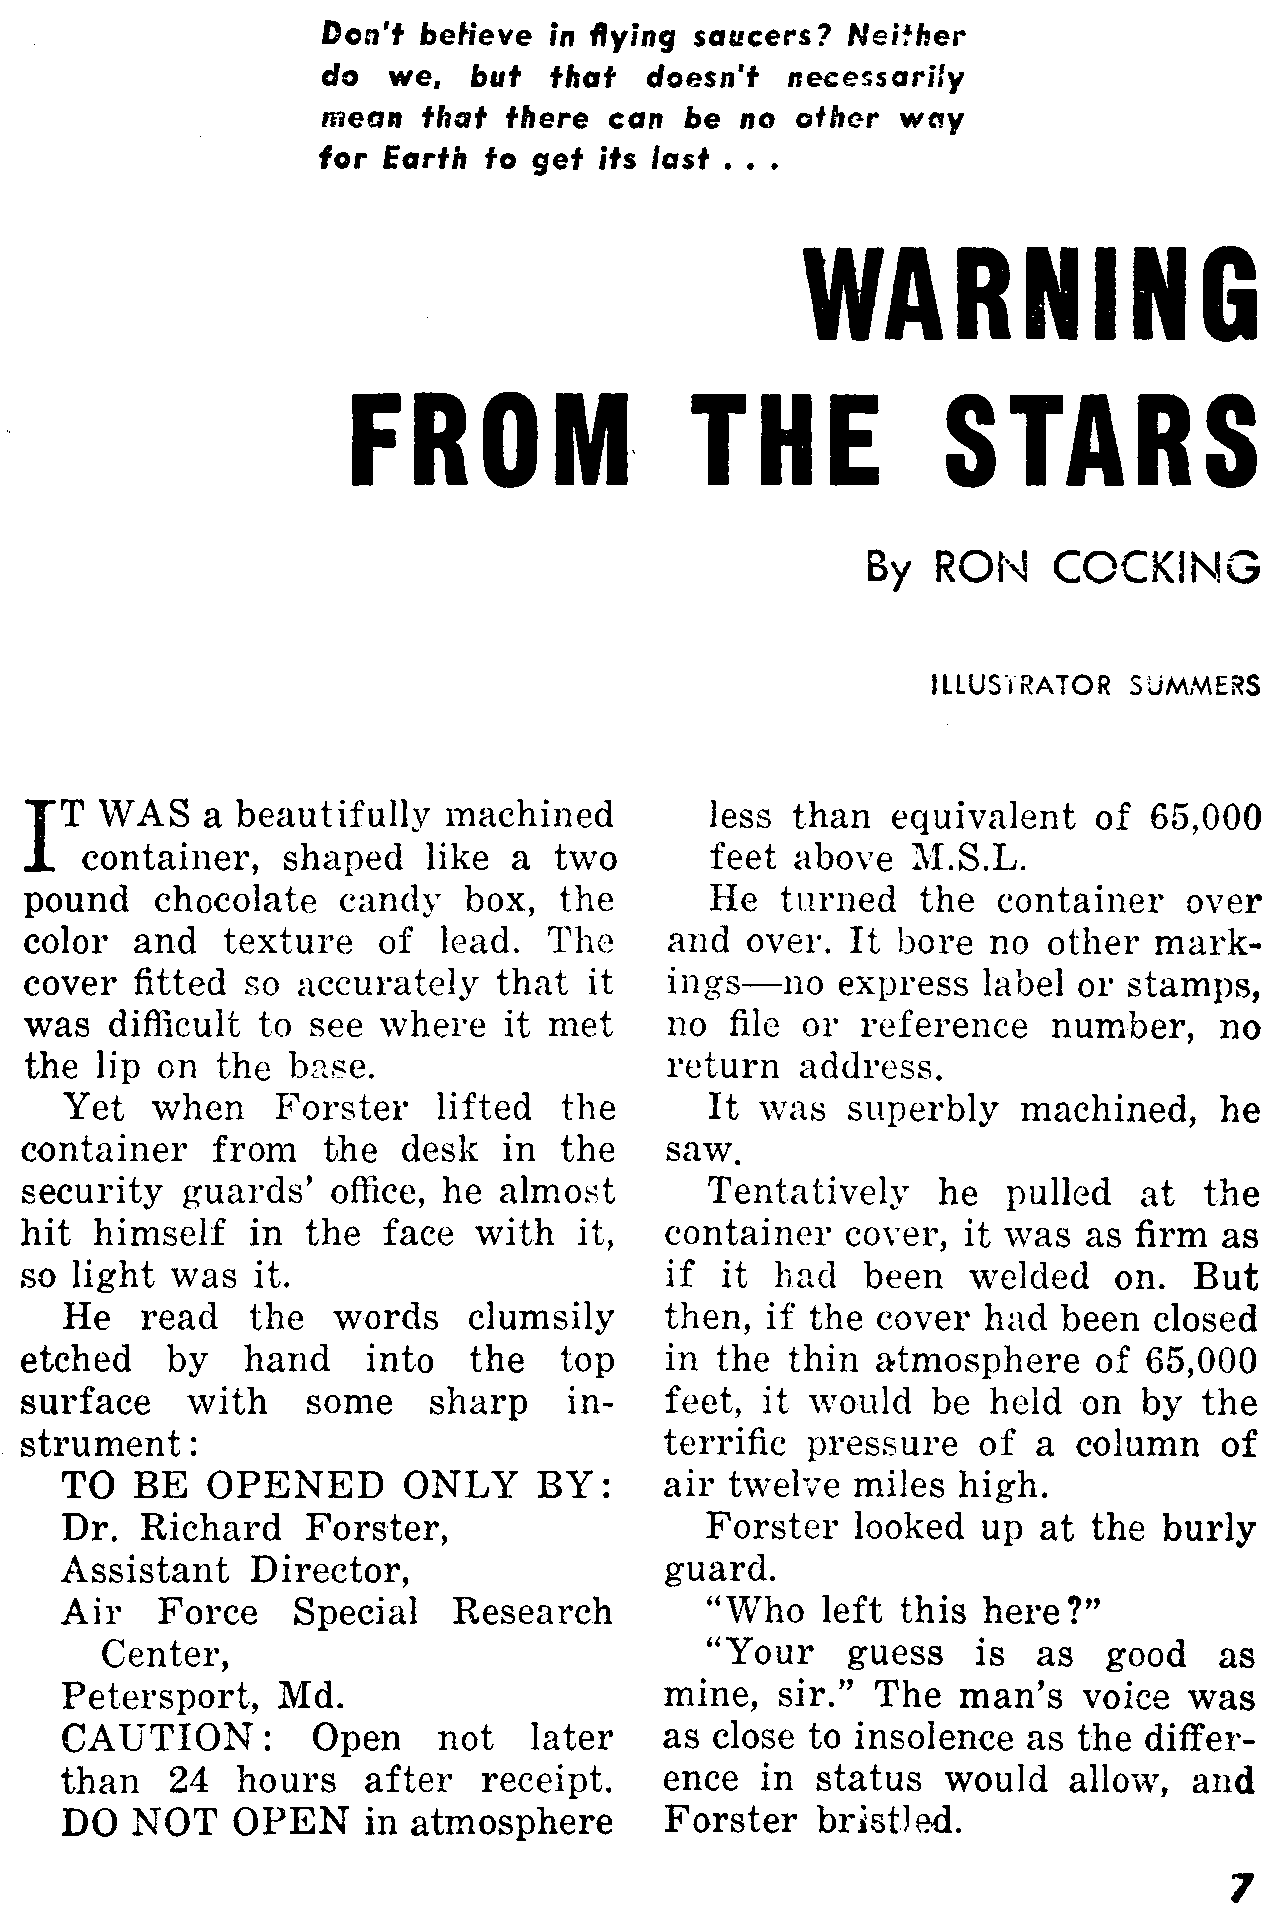 Don't believe in flying saucers? Neither
do we, but that doesn't necessarily
mean that there can be no other way
for Earth to get its last . . .
WARNING
FROM THE STARS
By RON COCKING
ILLUSTRATOR SUMMERS
IT WAS a beautifully machined
container, shaped like a two
pound chocolate candy box, the
color and texture of lead. The
cover fitted so accurately that it
was difficult to see where it met
the lip on the base.
Yet when Forster lifted the
container from the desk in the
security guards' office, he almost
hit himself in the face with it,
so light was it.
He read the words clumsily
etched by hand into the top
surface with some sharp in-
strument:
TO BE OPENED ONLY BY:
Dr. Richard Forster,
Assistant Director,
Air Force Special Research
Center,
Petersport, Md.
CAUTION: Open not later
than 24 hours after receipt.
DO NOT OPEN in atmosphere
less than equivalent of 65,000
feet above M.S.L.
He turned the container over
and over. It bore no other mark-
ings—no express label or stamps,
no file or reference number, no
return address.
It was superbly machined, he
saw.
Tentatively he pulled at the
container cover, it was as firm as
if it had been welded on. But
then, if the cover had been closed
in the thin atmosphere of 65,000
feet, it would be held on by the
terrific pressure of a column of
air twelve miles high.
Forster looked up at the burly
guard.
"Who left this here?"
"Your guess is as good as
mine, sir." The man's voice was
as close to insolence as the differ-
ence in status would allow, and
Forster bristled.
7